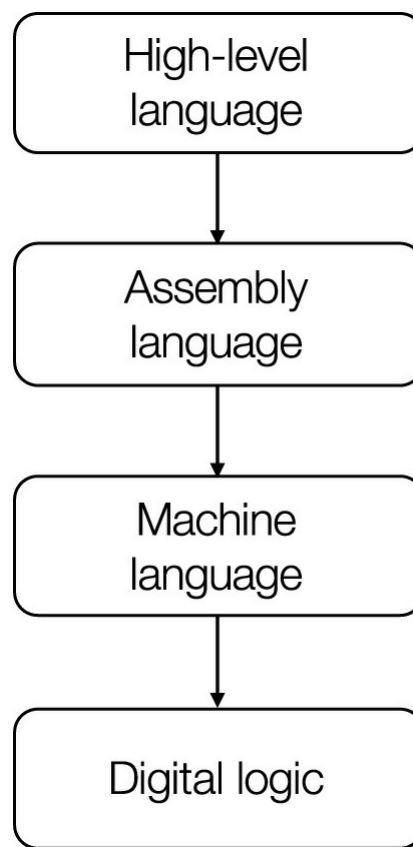 High-level
language
Assembly
language
Machine
language
Digital logic